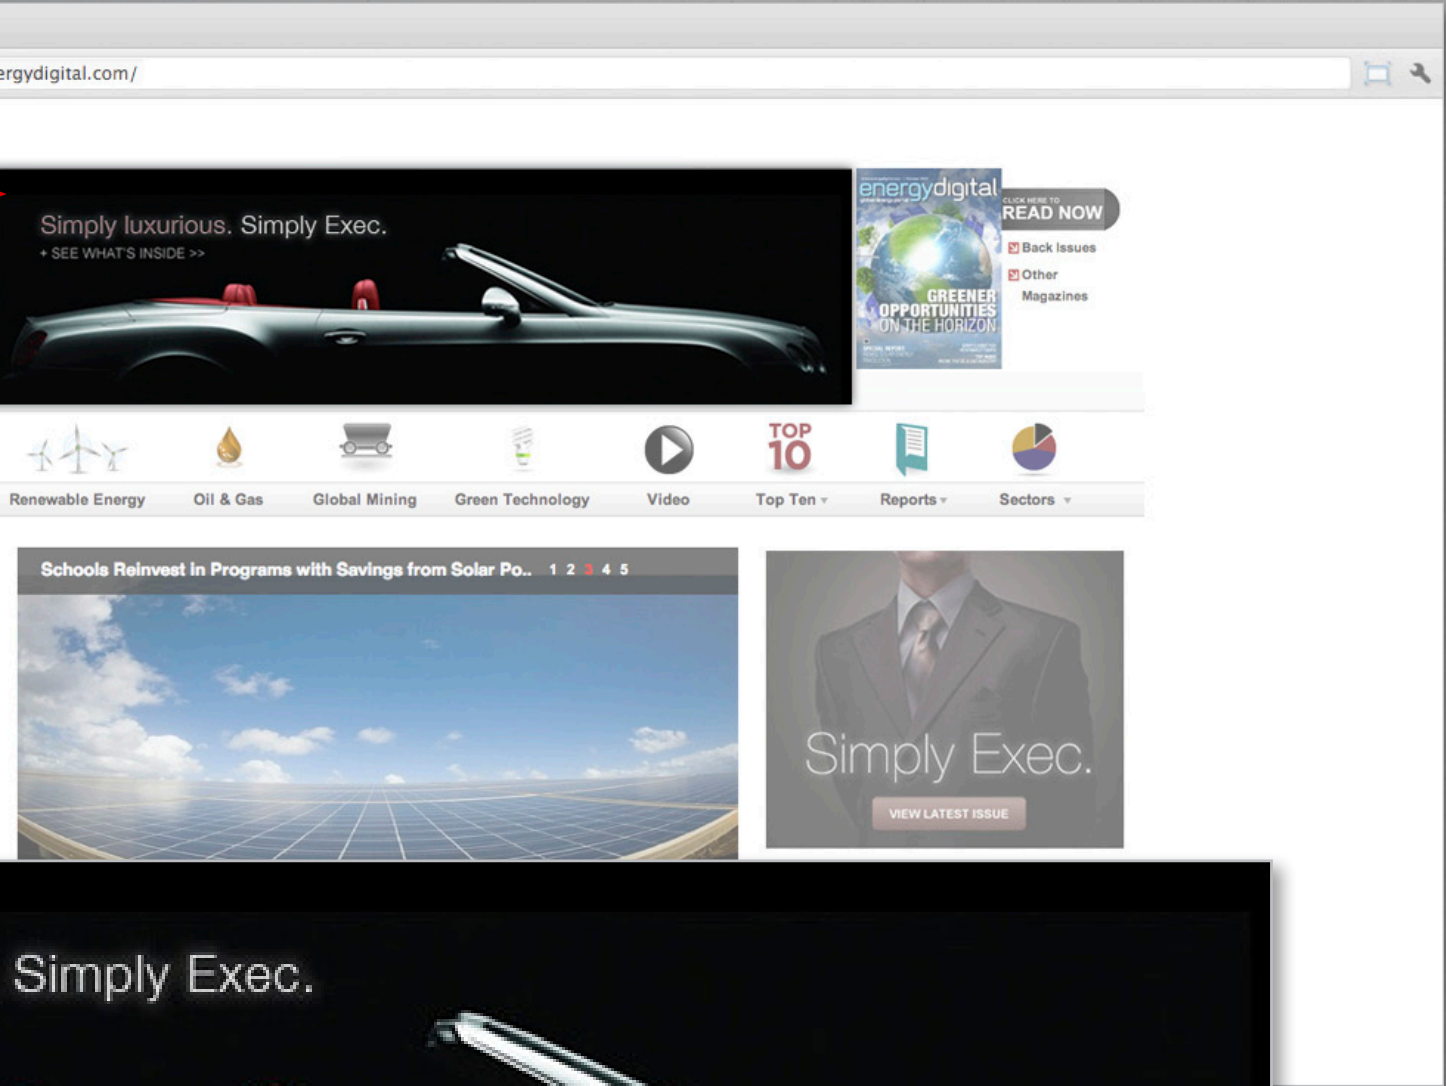 ergydigital.com/
Simply luxurious. Simply Exec.
+ SEE WHAT'S INSIDE >>
energydigital
GREENER
OPPORTUNITIES
ON THE HORIZON
SPECIAL REPORT
CLICK HERE TO
READ NOW
Back Issues
Other
Magazines
TOP
10
Renewable Energy
Oil & Gas
Global Mining
Green Technology
Video
Top Ten
Reports
Sectors
Schools Reinvest in Programs with Savings from Solar Po.. 1 2 3 4 5
Simply Exec.
VIEW LATEST ISSUE
Simply Exec.